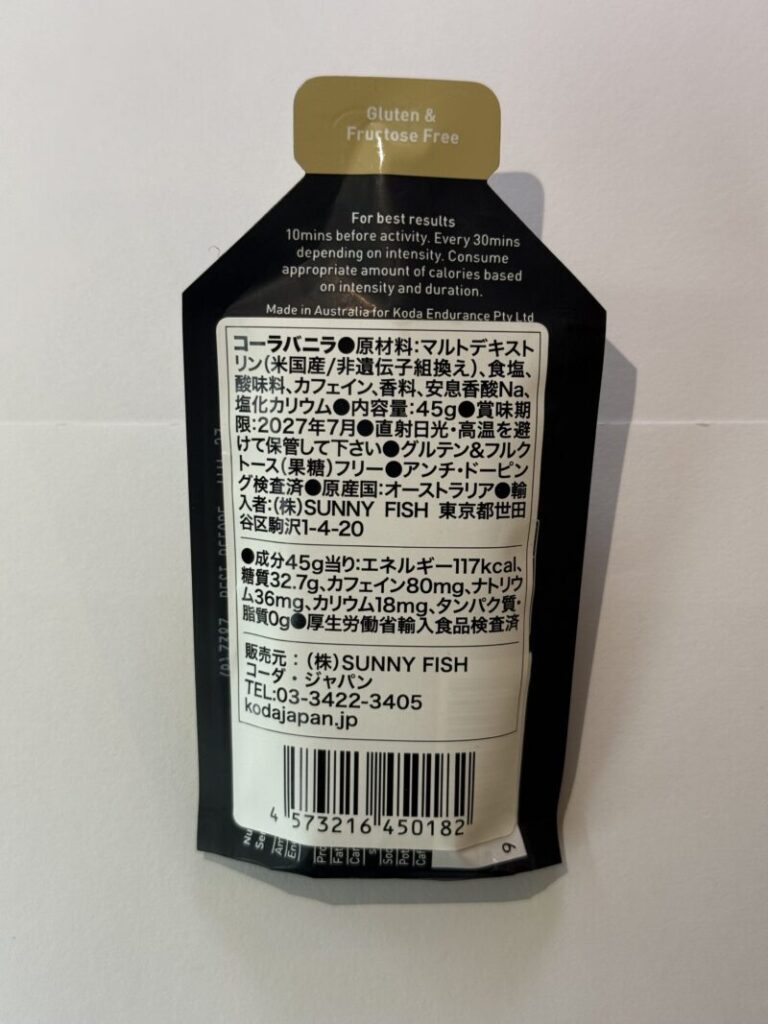 Gluten &
Fructose Free
For best results
10mins before activity. Every 30mins
depending on intensity. Consume
appropriate amount of calories based
on intensity and duration.
Made in Australia for Koda Endurance Pty Ltd
コーラバニラ●原材料:マルトデキスト
リン(米国産/非遺伝子組換え)、食塩、
酸味料、カフェイン、香料、安息香酸Na、
塩化カリウム●内容量:45g●賞味期
限:2027年7月●直射日光・高温を避
けて保管して下さい●グルテン&フルク
トース(果糖)フリー●アンチ・ドーピン
グ検査済●原産国:オーストラリア●輸
入者:(株)SUNNY FISH 東京都世田
谷区駒沢1-4-20
●成分45g当り:エネルギー117kcal、
糖質32.7g、カフェイン80mg、ナトリウ
ム36mg、カリウム18mg、タンパク質・
脂質0g●厚生労働省輸入食品検査済
販売元:(株)SUNNY FISH
コーダ・ジャパン
TEL:03-3422-3405
kodajapan.jp
4 573216 450182